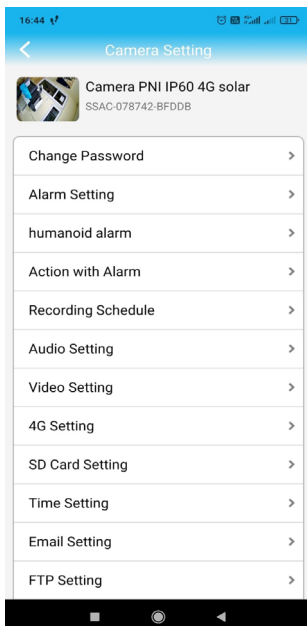 16:44
Camera Setting
Camera PNI IP60 4G solar
SSAC-078742-BFDDB
Change Password
Alarm Setting
humanoid alarm
Action with Alarm
Recording Schedule
Audio Setting
Video Setting
4G Setting
SD Card Setting
Time Setting
Email Setting
FTP Setting